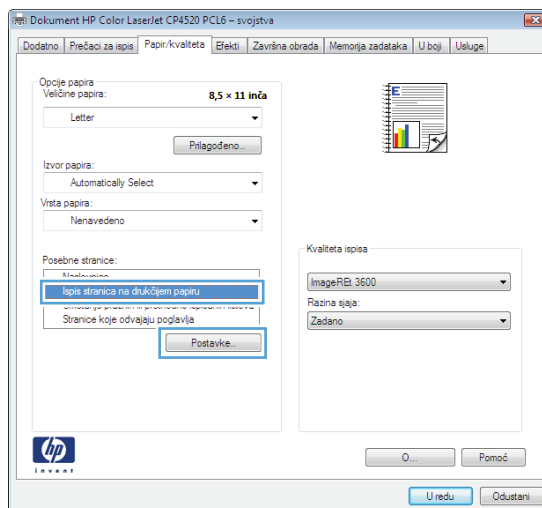 Dokument HP Color LaserJet CP4520 PCL6 – svojstva
Dodatno Prečaci za ispis Papir/kvaliteta Efekti Završna obrada Memorija zadataka U boji Usluge
Opcije papira
Veličine papira: 8,5 × 11 inča
Letter
Prilagođeno...
Izvor papira:
Automatically Select
Vrsta papira:
Nenavedeno
Posebne stranice:
Ispis stranica na drukčijem papiru
Stranice koje odvajaju poglavlja
Postavke...
E
Kvaliteta ispisa
ImageREt 3600
Razina sjaja:
Zadano
hp
invent
O... Pomoć
U redu Odustani